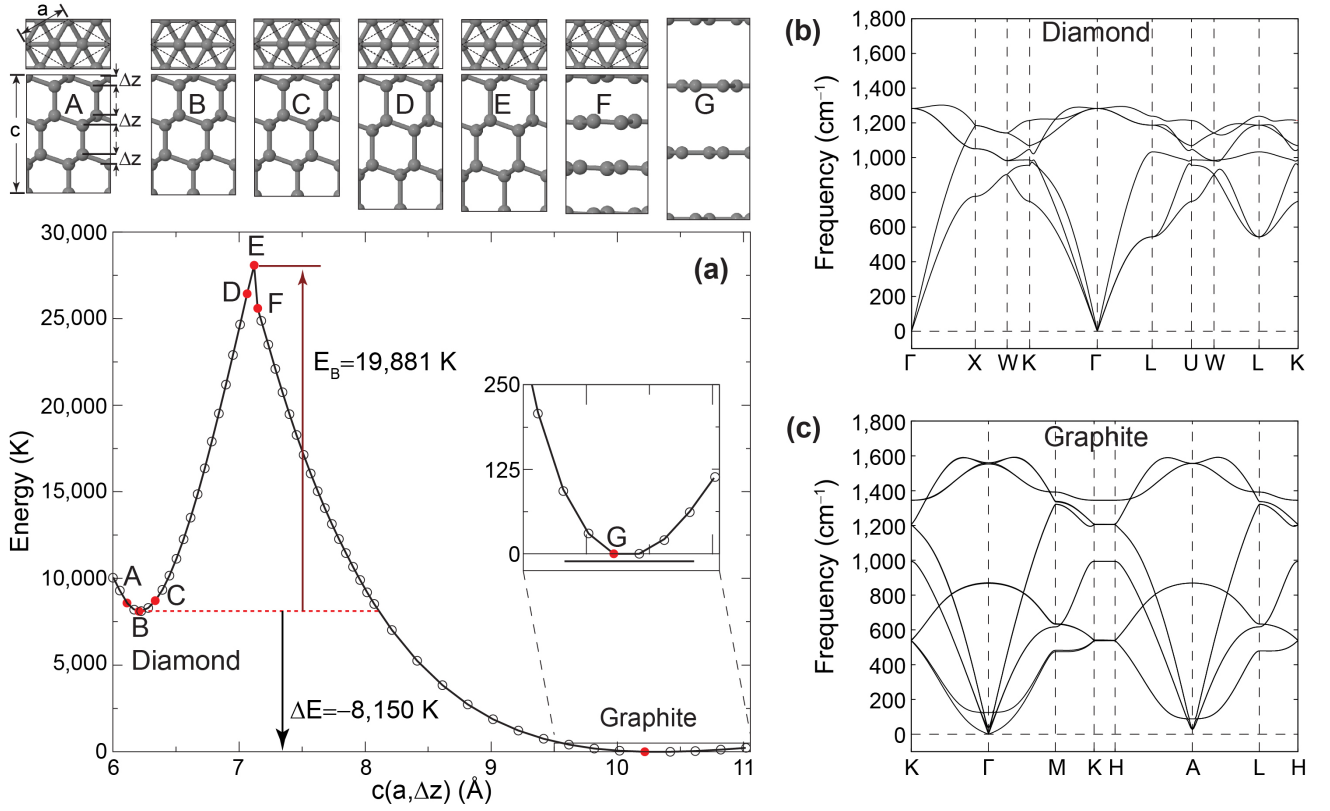 a
c
Δz
Δz
Δz
A
B
C
D
E
F
G
(a)
30,000
25,000
20,000
15,000
10,000
5,000
0
Energy (K)
6
7
8
9
10
11
c(a,Δz) (Å)
A
B
C
D
E
F
Diamond
E_B=19,881 K
ΔE=−8,150 K
Graphite
250
125
0
G
(b)
Diamond
1,800
1,600
1,400
1,200
1,000
800
600
400
200
0
Frequency (cm⁻¹)
Γ X W K Γ L U W L K
(c)
Graphite
1,800
1,600
1,400
1,200
1,000
800
600
400
200
0
Frequency (cm⁻¹)
K Γ M K H A L H